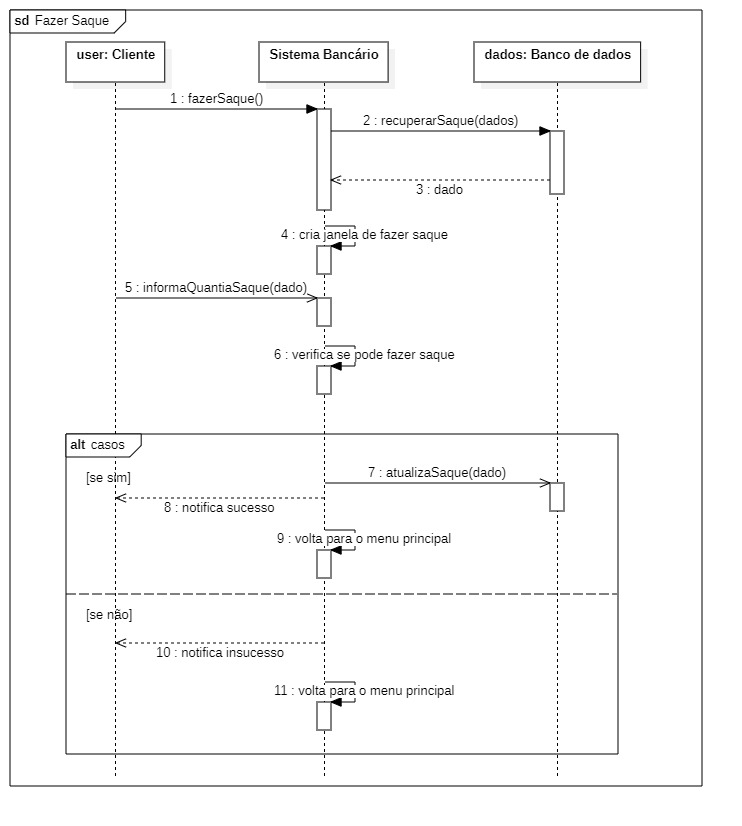 sd Fazer Saque
user: Cliente
Sistema Bancário
dados: Banco de dados
1 : fazerSaque()
2 : recuperarSaque(dados)
3 : dado
4 : cria janela de fazer saque
5 : informaQuantiaSaque(dado)
6 : verifica se pode fazer saque
alt casos
7 : atualizaSaque(dado)
[se sim]
8 : notifica sucesso
9 : volta para o menu principal
[se não]
10 : notifica insucesso
11 : volta para o menu principal